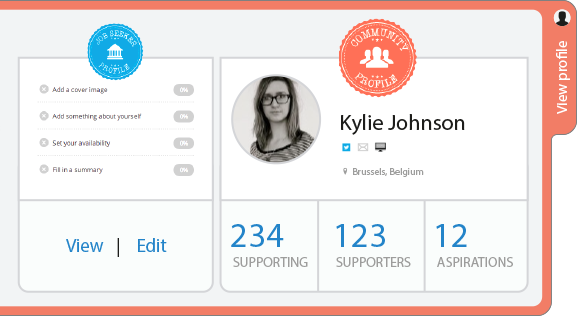 JOB SEEKER
PROFILE
Add a cover image 0%
Add something about yourself 0%
Set your availability 0%
Fill in a summary 0%
View | Edit
COMMUNITY
PROFILE
Kylie Johnson
Brussels, Belgium
234
SUPPORTING
123
SUPPORTERS
12
ASPIRATIONS
View profile